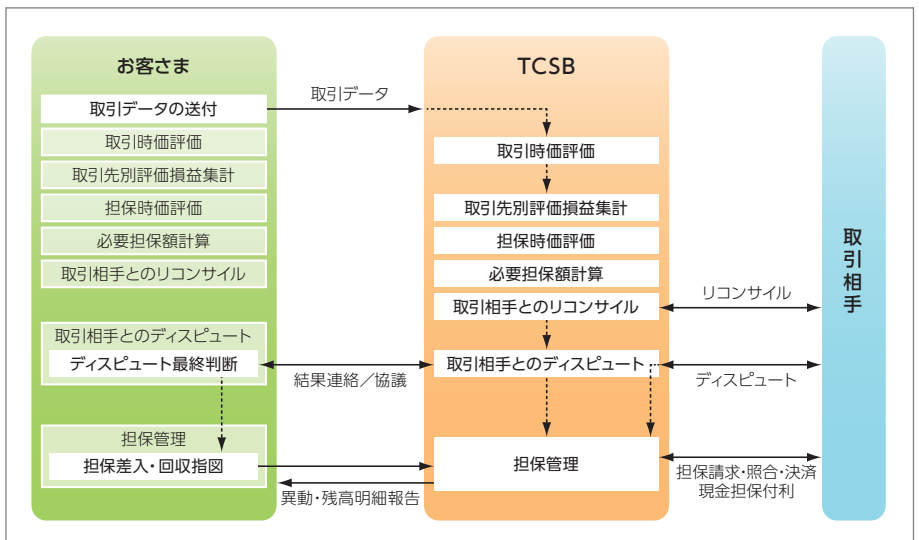 お客さま
取引データの送付
取引時価評価
取引先別評価損益集計
担保時価評価
必要担保額計算
取引相手とのリコンサイル
取引相手とのディスピュート
ディスピュート最終判断
担保管理
担保差入・回収指図
取引データ
結果連絡／協議
異動・残高明細報告
TCSB
取引時価評価
取引先別評価損益集計
担保時価評価
必要担保額計算
取引相手とのリコンサイル
取引相手とのディスピュート
担保管理
リコンサイル
ディスピュート
担保請求・照合・決済
現金担保付利
取引相手